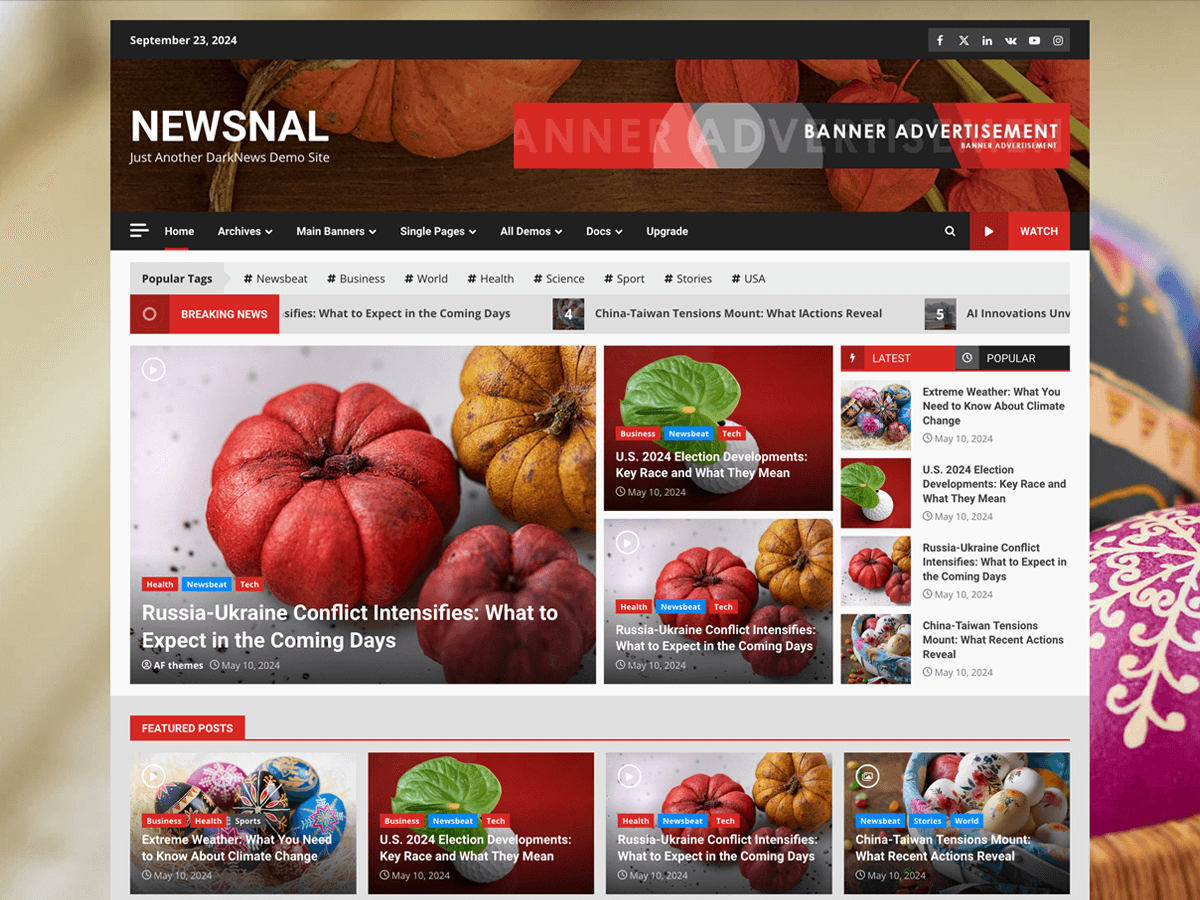 September 23, 2024
NEWSNAL
Just Another DarkNews Demo Site
BANNER ADVERTISEMENT
BANNER ADVERTISEMENT
BANNER ADVERTISEMENT
Home Archives Main Banners Single Pages All Demos Docs Upgrade WATCH
Popular Tags # Newsbeat # Business # World # Health # Science # Sport # Stories # USA
BREAKING NEWS sifies: What to Expect in the Coming Days 4 China-Taiwan Tensions Mount: What IActions Reveal 5 AI Innovations Unv
Health Newsbeat Tech
Russia-Ukraine Conflict Intensifies: What to
Expect in the Coming Days
AF themes May 10, 2024
Business Newsbeat Tech
U.S. 2024 Election Developments:
Key Race and What They Mean
May 10, 2024
Health Newsbeat Tech
Russia-Ukraine Conflict Intensifies:
What to Expect in the Coming Days
May 10, 2024
LATEST POPULAR
Extreme Weather: What You
Need to Know About Climate
Change
May 10, 2024
U.S. 2024 Election
Developments: Key Race and
What They Mean
May 10, 2024
Russia-Ukraine Conflict
Intensifies: What to Expect in
the Coming Days
May 10, 2024
China-Taiwan Tensions
Mount: What Recent Actions
Reveal
May 10, 2024
FEATURED POSTS
Business Health Sports
Extreme Weather: What You Need
to Know About Climate Change
May 10, 2024
Business Newsbeat Tech
U.S. 2024 Election Developments:
Key Race and What They Mean
May 10, 2024
Health Newsbeat Tech
Russia-Ukraine Conflict Intensifies:
What to Expect in the Coming Days
May 10, 2024
Newsbeat Stories World
China-Taiwan Tensions Mount:
What Recent Actions Reveal
May 10, 2024